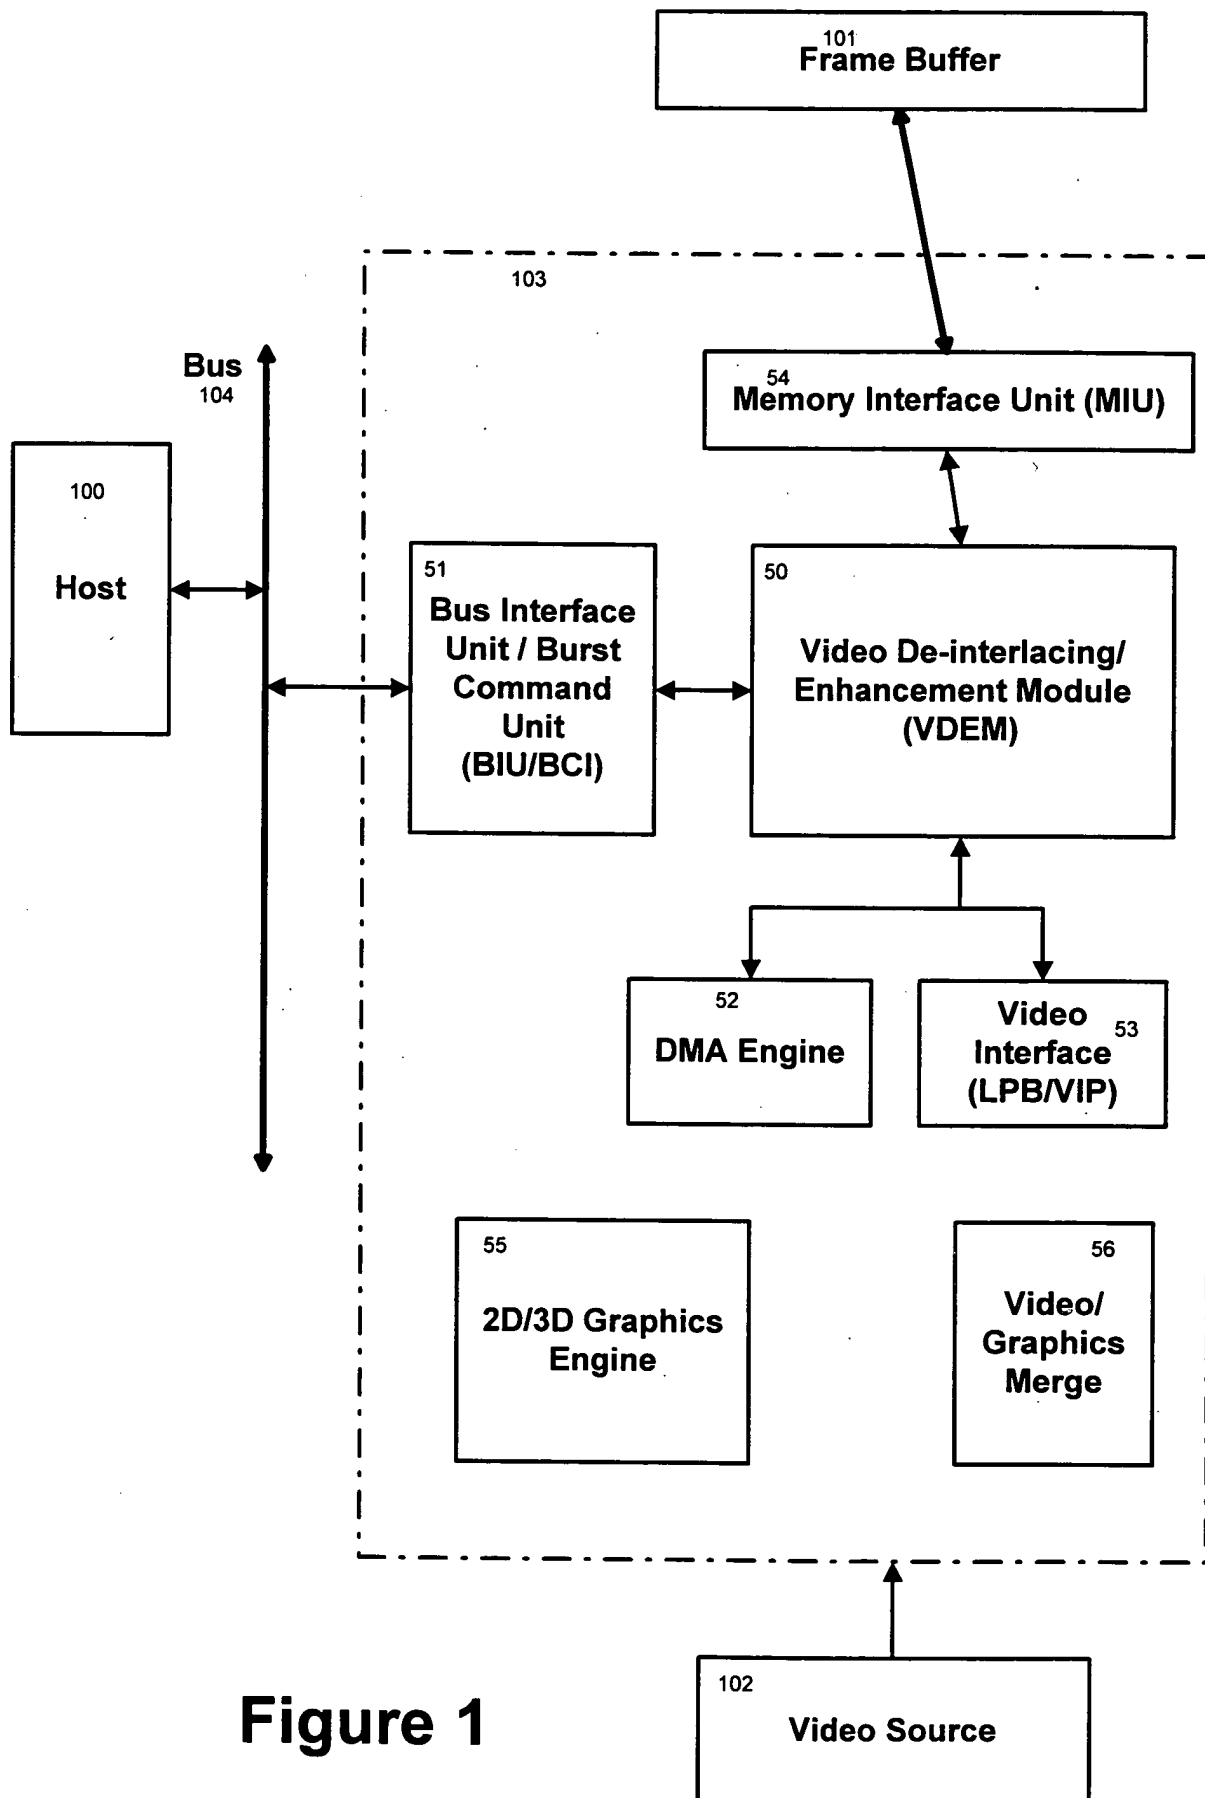 101
Frame Buffer
103
Bus
104
54
Memory Interface Unit (MIU)
100
Host
51
Bus Interface
Unit / Burst
Command
Unit
(BIU/BCI)
50
Video De-interlacing/
Enhancement Module
(VDEM)
52
DMA Engine
Video
Interface
(LPB/VIP)
53
55
2D/3D Graphics
Engine
56
Video/
Graphics
Merge
102
Video Source
Figure 1